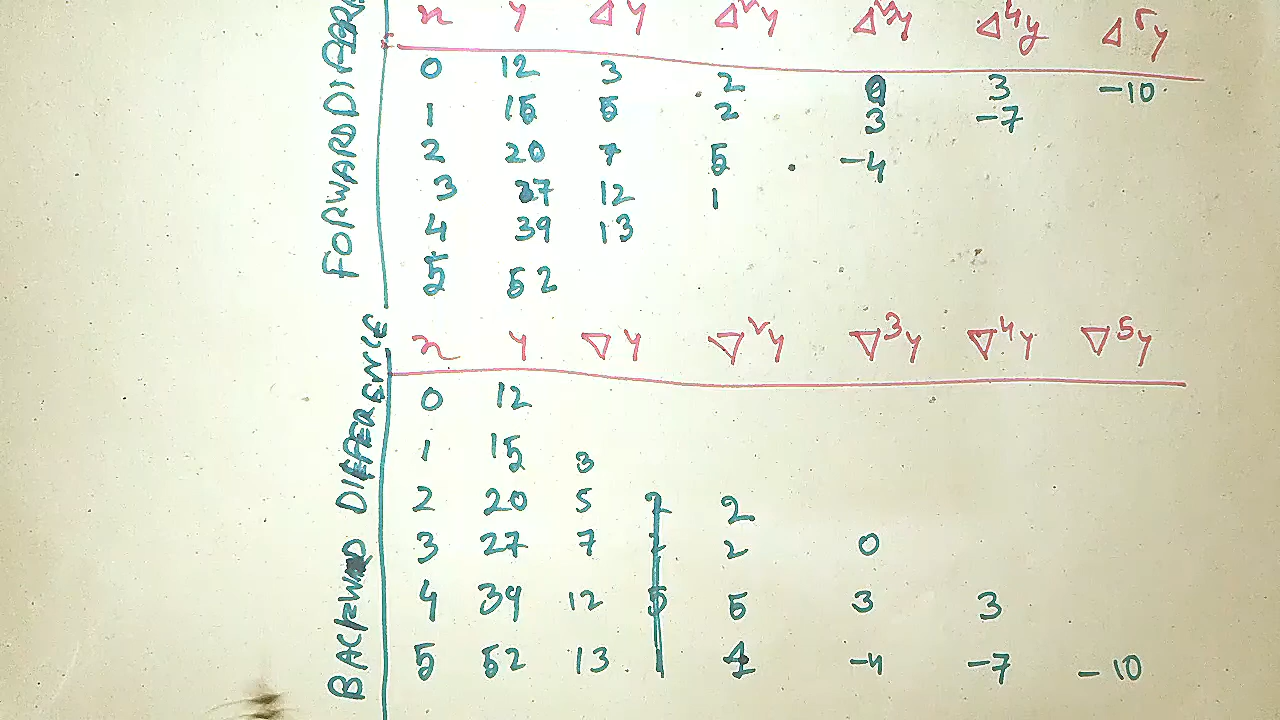 FORWARD DIFFERE
x y Δy Δ²y Δ³y Δ⁴y Δ⁵y
0 12 3 2 0 3 -10
1 15 5 2 3 -7
2 20 7 5 -4
3 27 12 1
4 39 13
5 52
BACKWARD DIFFERENCE
x y ∇y ∇²y ∇³y ∇⁴y ∇⁵y
0 12
1 15 3
2 20 5 2
3 27 7 2 0
4 39 12 5 3 3
5 52 13 1 -4 -7 -10